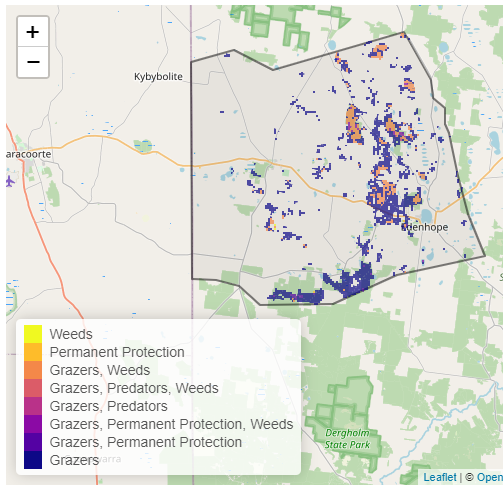 +
−
Kybybolite
aracoorte
denhope
Weeds
Permanent Protection
Grazers, Weeds
Grazers, Predators, Weeds
Grazers, Predators
Grazers, Permanent Protection, Weeds
Grazers, Permanent Protection
Grazers
Dergholm
State Park
Leaflet | © Open